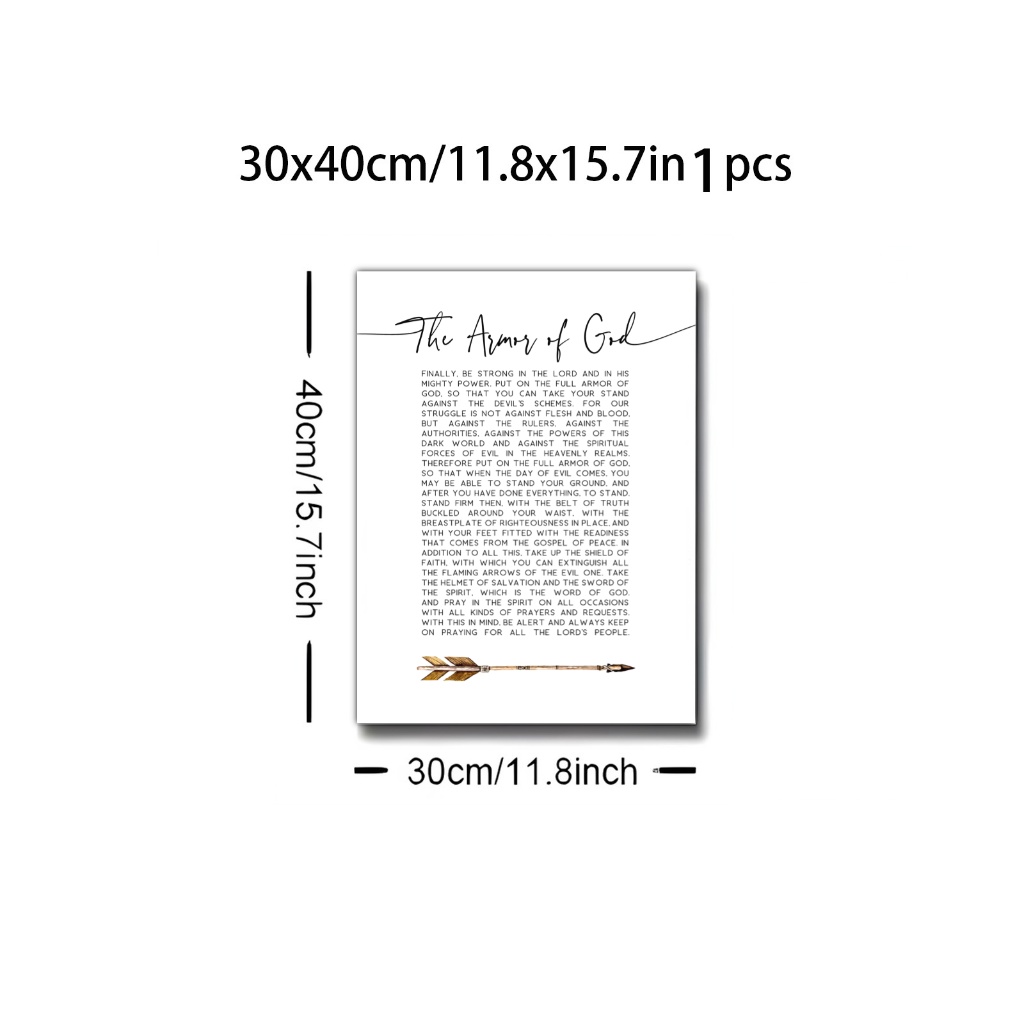 30x40cm/11.8x15.7in 1 pcs
The Armor of God
FINALLY, BE STRONG IN THE LORD AND IN HIS
MIGHTY POWER. PUT ON THE FULL ARMOR OF
GOD, SO THAT YOU CAN TAKE YOUR STAND
AGAINST THE DEVIL'S SCHEMES. FOR OUR
STRUGGLE IS NOT AGAINST FLESH AND BLOOD,
BUT AGAINST THE RULERS, AGAINST THE
AUTHORITIES, AGAINST THE POWERS OF THIS
DARK WORLD AND AGAINST THE SPIRITUAL
FORCES OF EVIL IN THE HEAVENLY REALMS.
THEREFORE PUT ON THE FULL ARMOR OF GOD,
SO THAT WHEN THE DAY OF EVIL COMES, YOU
MAY BE ABLE TO STAND YOUR GROUND, AND
AFTER YOU HAVE DONE EVERYTHING, TO STAND.
STAND FIRM THEN, WITH THE BELT OF TRUTH
BUCKLED AROUND YOUR WAIST, WITH THE
BREASTPLATE OF RIGHTEOUSNESS IN PLACE, AND
WITH YOUR FEET FITTED WITH THE READINESS
THAT COMES FROM THE GOSPEL OF PEACE. IN
ADDITION TO ALL THIS, TAKE UP THE SHIELD OF
FAITH, WITH WHICH YOU CAN EXTINGUISH ALL
THE FLAMING ARROWS OF THE EVIL ONE. TAKE
THE HELMET OF SALVATION AND THE SWORD OF
THE SPIRIT, WHICH IS THE WORD OF GOD.
AND PRAY IN THE SPIRIT ON ALL OCCASIONS
WITH ALL KINDS OF PRAYERS AND REQUESTS.
WITH THIS IN MIND, BE ALERT AND ALWAYS KEEP
ON PRAYING FOR ALL THE LORD'S PEOPLE.
40cm/15.7inch
30cm/11.8inch